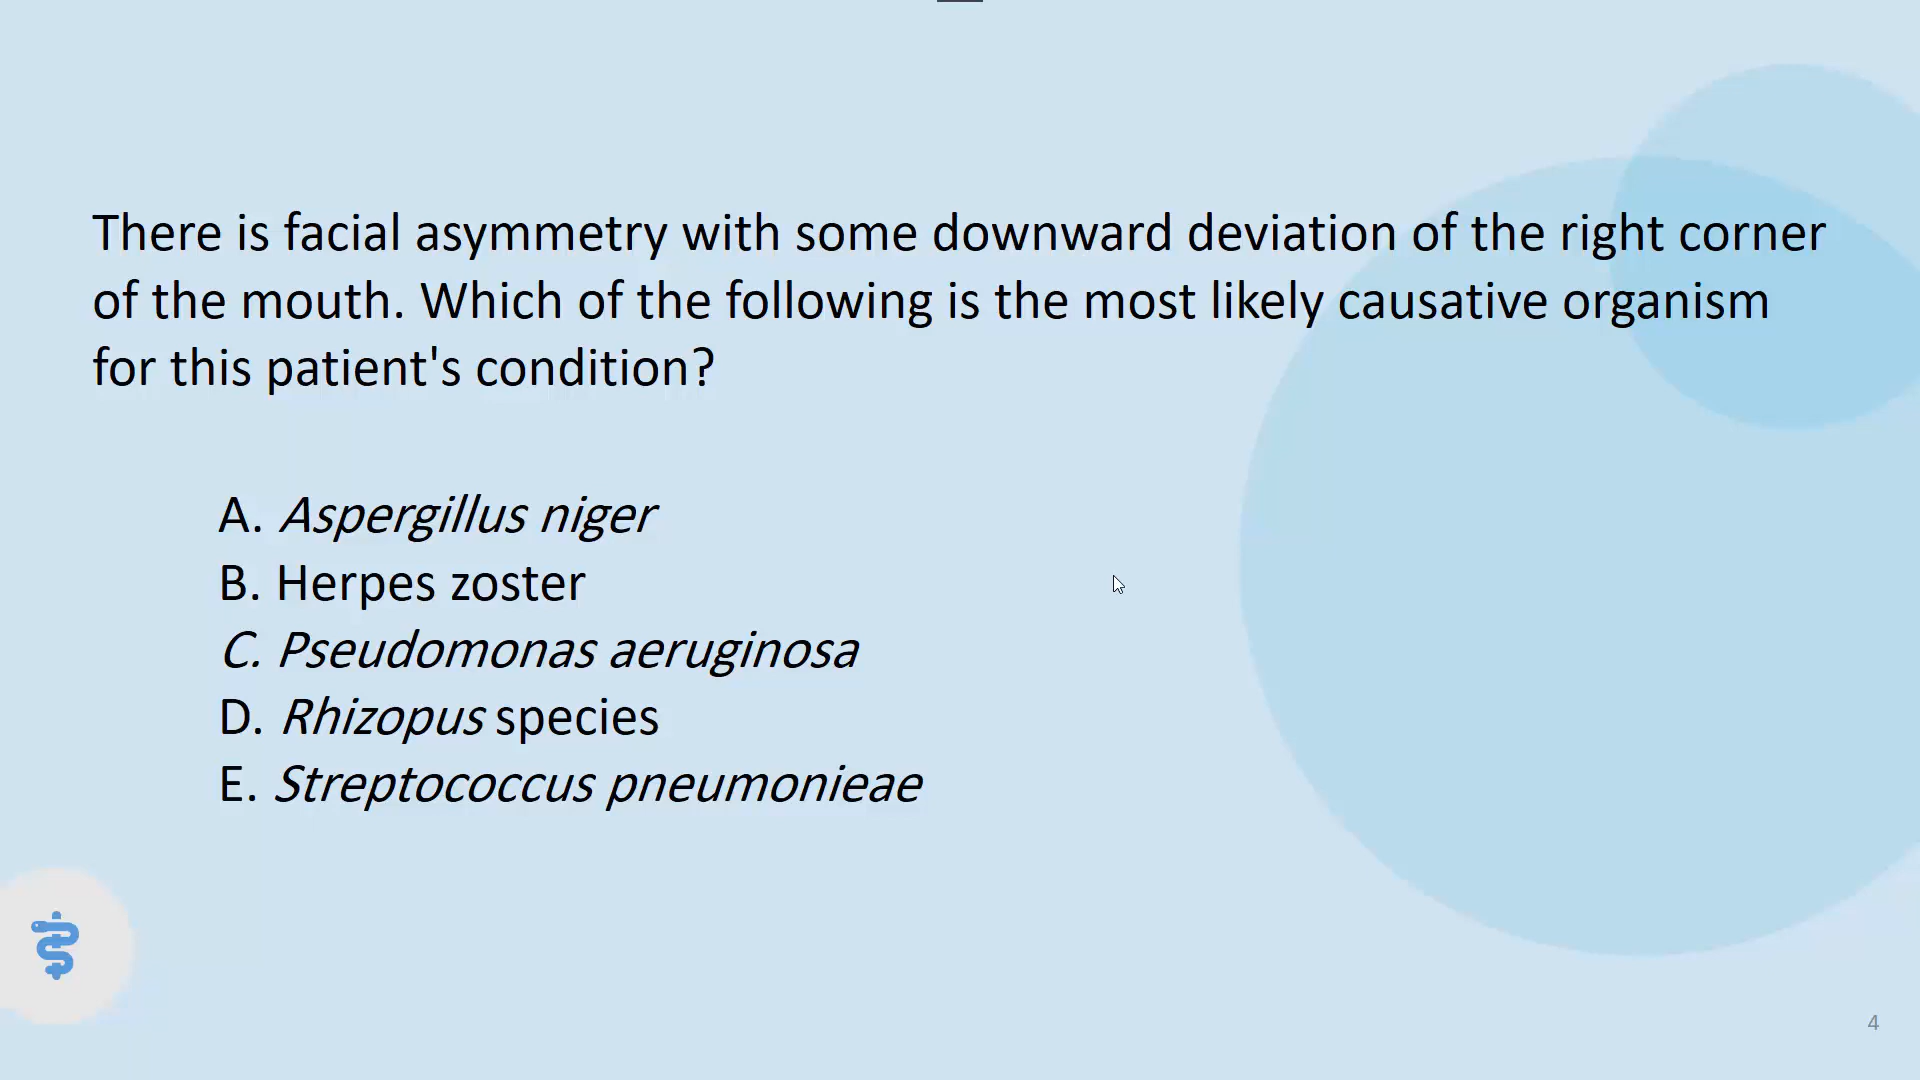 There is facial asymmetry with some downward deviation of the right corner
of the mouth. Which of the following is the most likely causative organism
for this patient's condition?
A. Aspergillus niger
B. Herpes zoster
C. Pseudomonas aeruginosa
D. Rhizopus species
E. Streptococcus pneumonieae
4